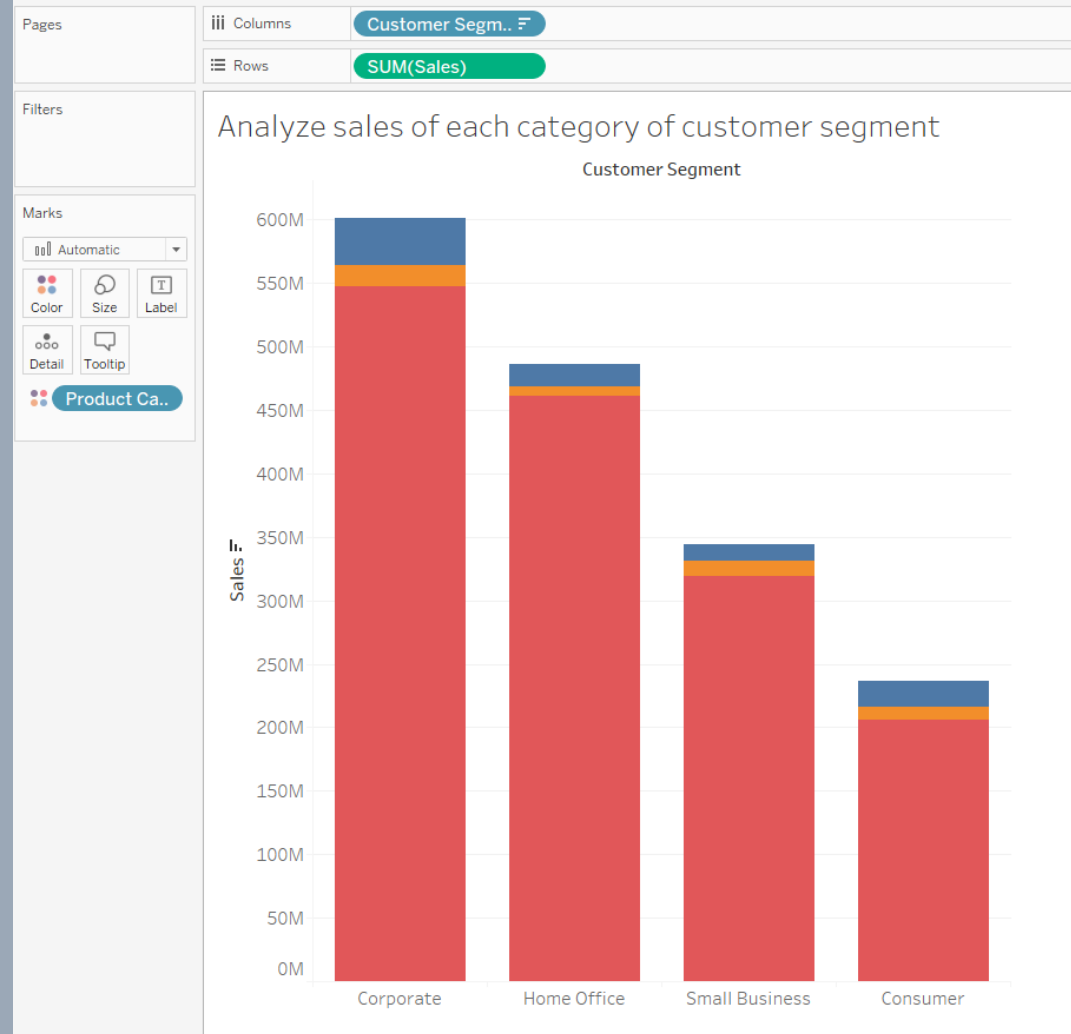 Pages
Columns
Customer Segm..
Rows
SUM(Sales)
Filters
Marks
Automatic
Color
Size
T
Label
Detail
Tooltip
Product Ca..
Analyze sales of each category of customer segment
Customer Segment
Sales
600M
550M
500M
450M
400M
350M
300M
250M
200M
150M
100M
50M
0M
Corporate Home Office Small Business Consumer